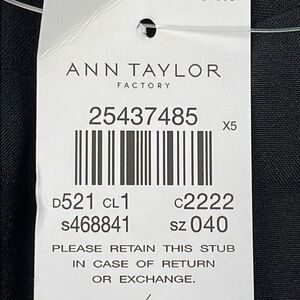 ANN TAYLOR
FACTORY
25437485
X5
D521 CL1 C2222
S468841 SZ 040
PLEASE RETAIN THIS STUB
IN CASE OF RETURN
OR EXCHANGE.